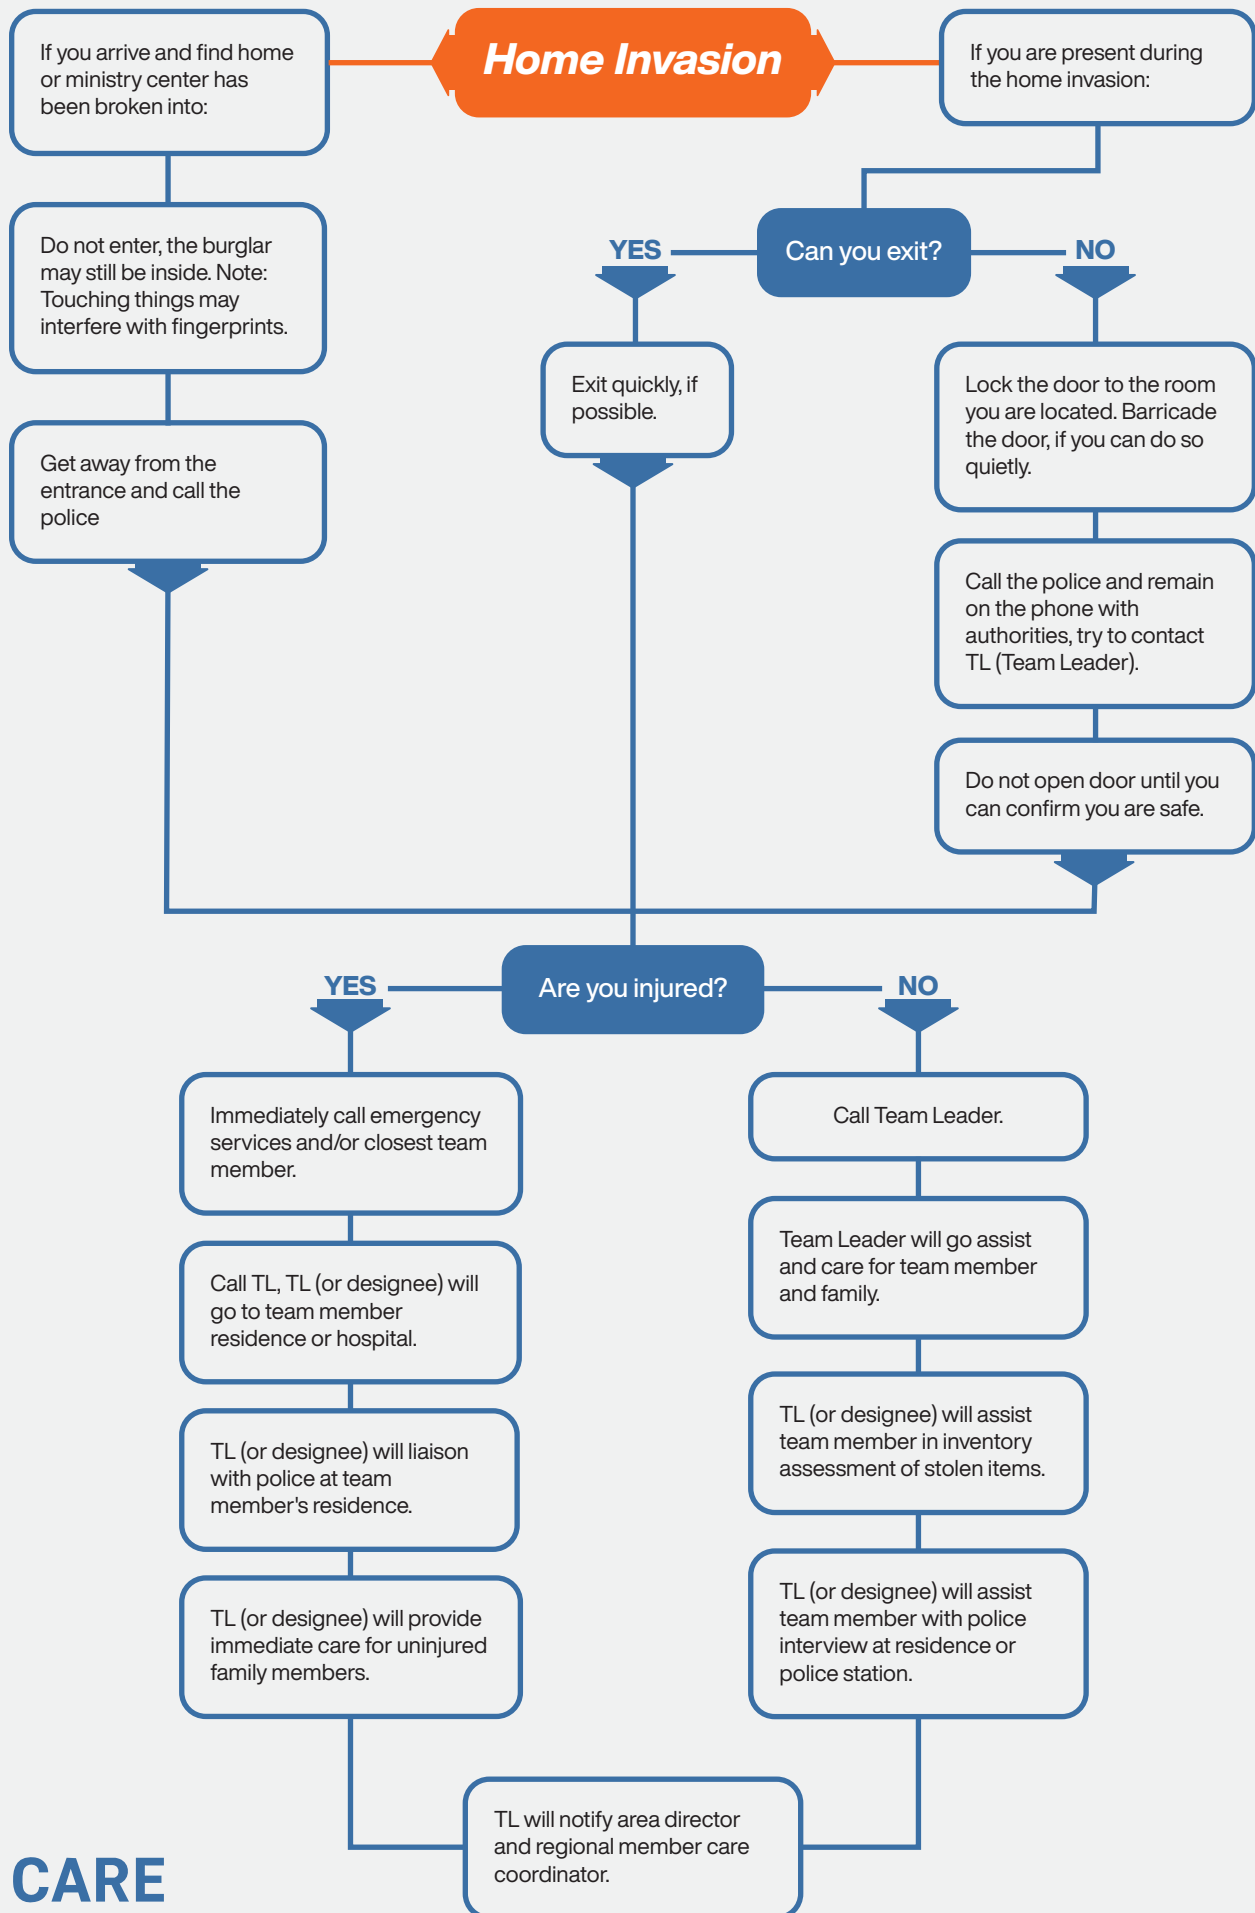 Home Invasion
If you arrive and find home
or ministry center has
been broken into:
Do not enter, the burglar
may still be inside. Note:
Touching things may
interfere with fingerprints.
Get away from the
entrance and call the
police
If you are present during
the home invasion:
Can you exit?
YES
Exit quickly, if
possible.
NO
Lock the door to the room
you are located. Barricade
the door, if you can do so
quietly.
Call the police and remain
on the phone with
authorities, try to contact
TL (Team Leader).
Do not open door until you
can confirm you are safe.
Are you injured?
YES
Immediately call emergency
services and/or closest team
member.
Call TL, TL (or designee) will
go to team member
residence or hospital.
TL (or designee) will liaison
with police at team
member's residence.
TL (or designee) will provide
immediate care for uninjured
family members.
NO
Call Team Leader.
Team Leader will go assist
and care for team member
and family.
TL (or designee) will assist
team member in inventory
assessment of stolen items.
TL (or designee) will assist
team member with police
interview at residence or
police station.
TL will notify area director
and regional member care
coordinator.
CARE